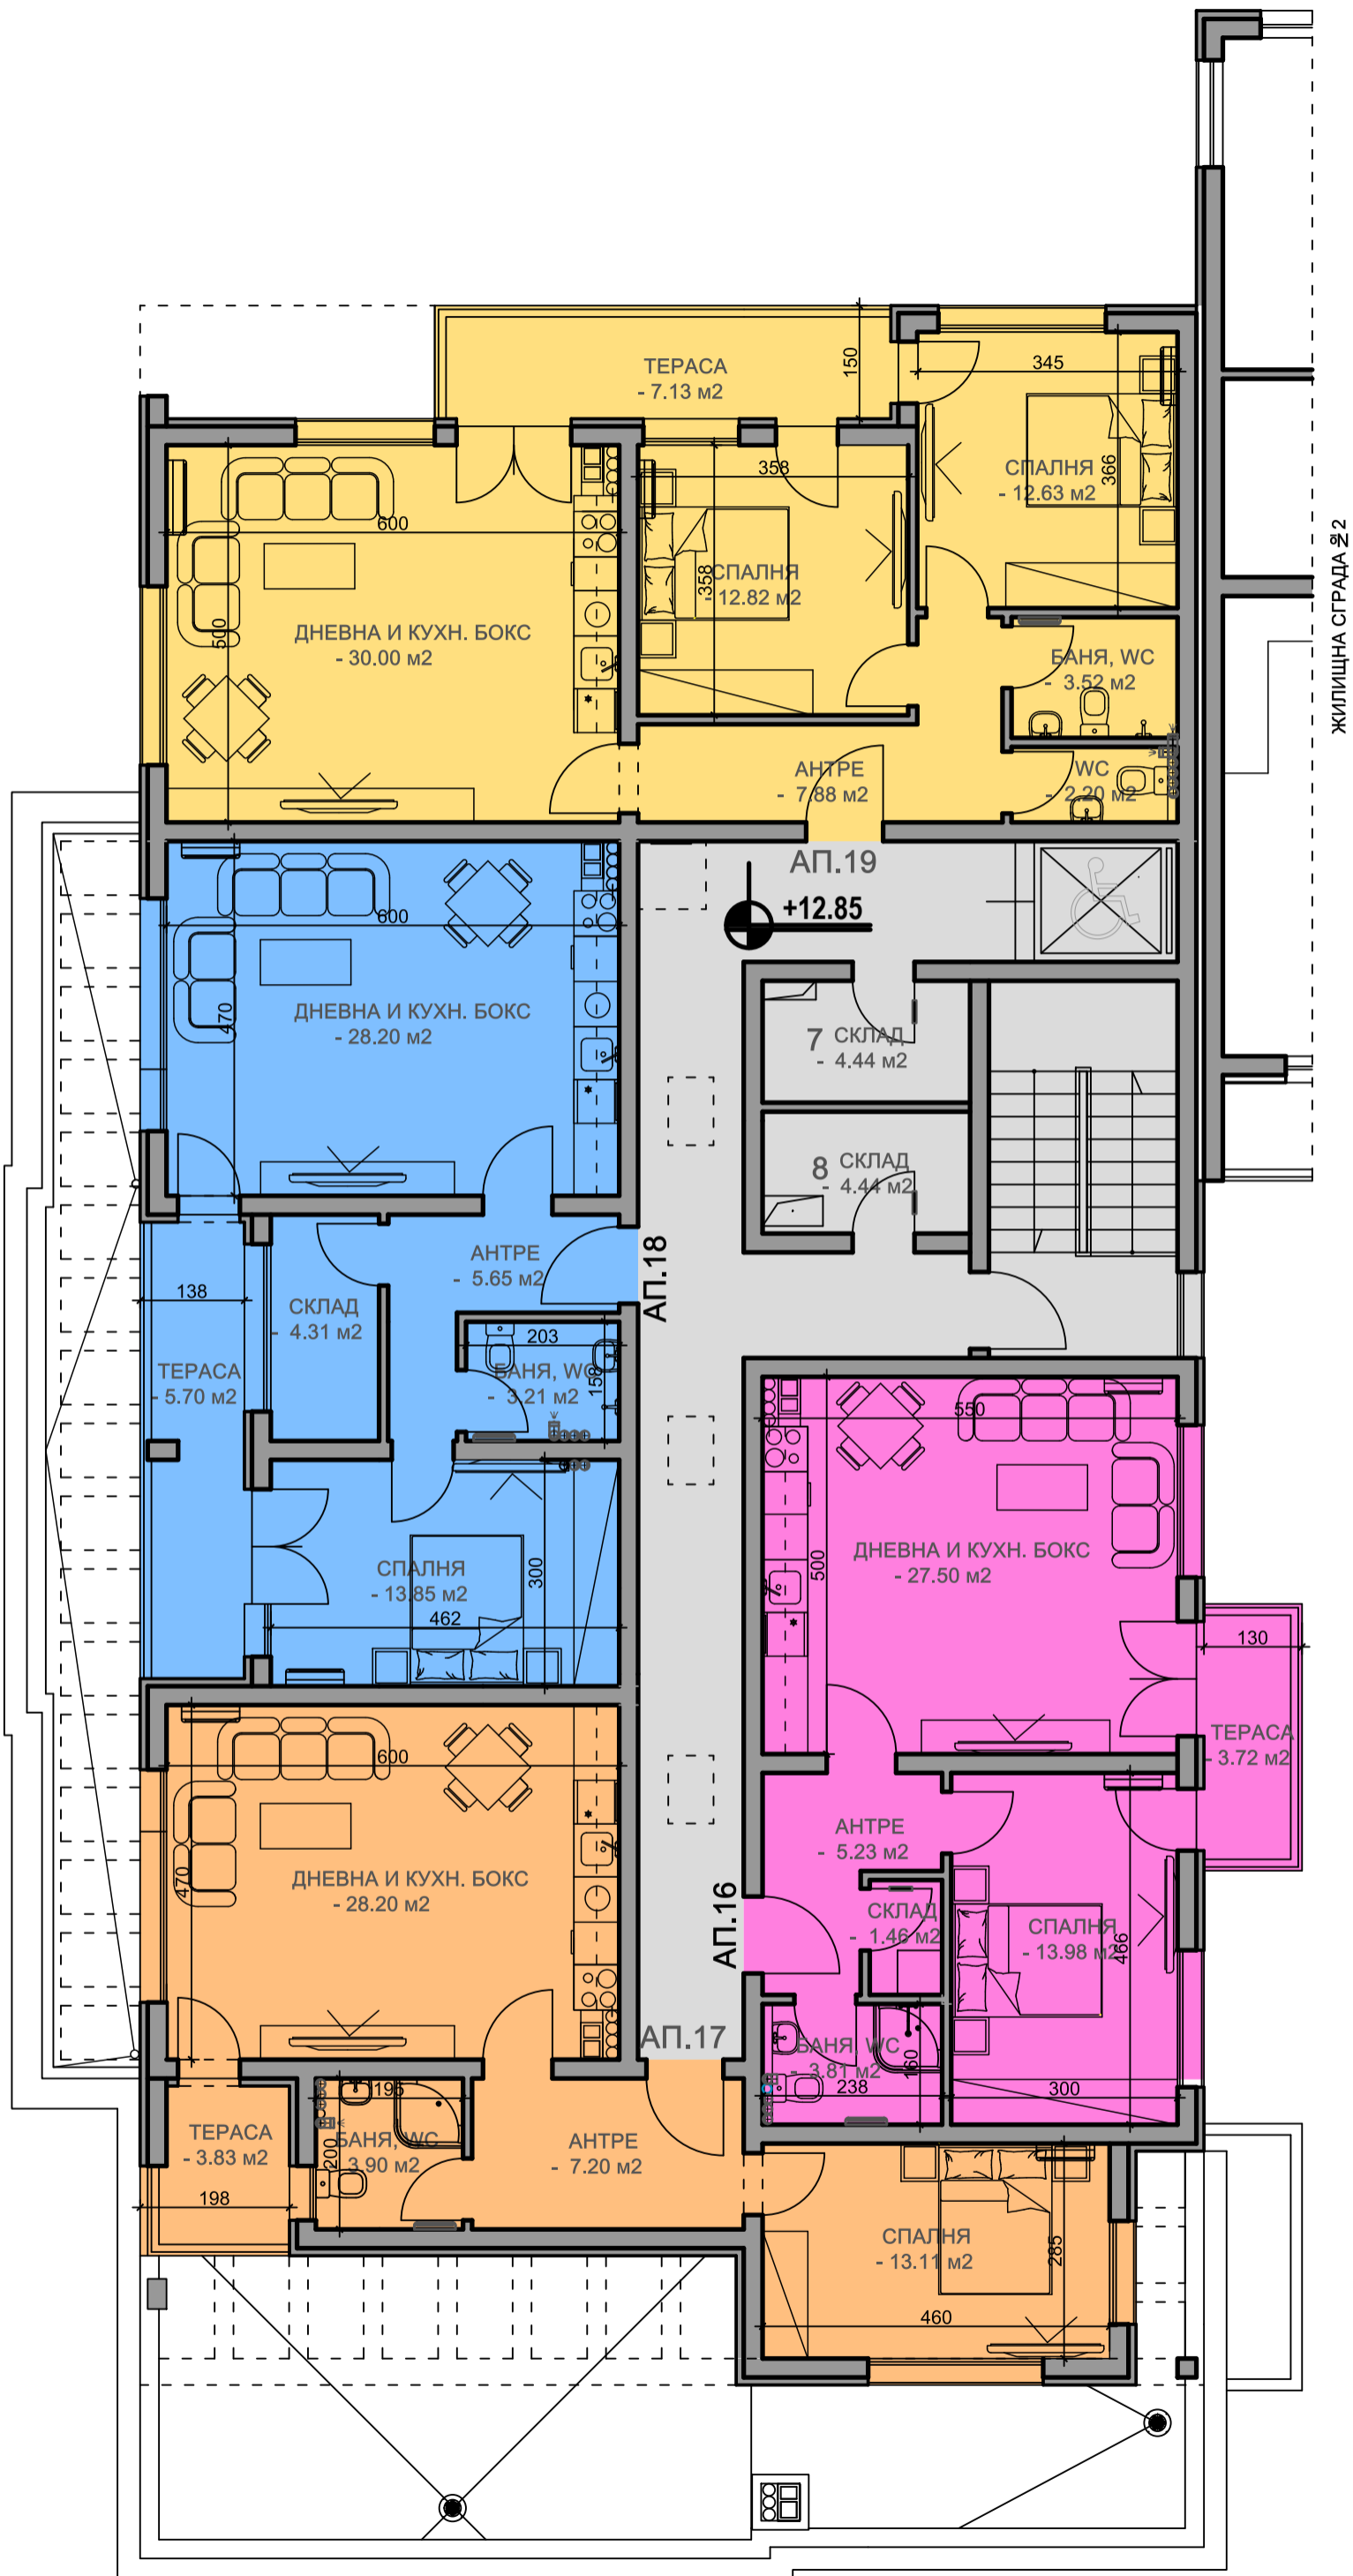 ТЕРАСА
- 7.13 м2
150
345
СПАЛНЯ
- 12.63 м2
366
358
358
СПАЛНЯ
12.82 м2
600
500
ДНЕВНА И КУХН. БОКС
- 30.00 м2
БАНЯ, WC
- 3.52 м2
АНТРЕ
- 7.88 м2
WC
- 2.20 м2
ЖИЛИЩНА СГРАДА №2
АП.19
+12.85
600
470
ДНЕВНА И КУХН. БОКС
- 28.20 м2
7 СКЛАД
- 4.44 м2
8 СКЛАД
- 4.44 м2
АП.18
АНТРЕ
- 5.65 м2
138
СКЛАД
- 4.31 м2
203
158
БАНЯ, WC
- 3.21 м2
ТЕРАСА
- 5.70 м2
СПАЛНЯ
- 13.85 м2
300
462
550
500
ДНЕВНА И КУХН. БОКС
- 27.50 м2
130
ТЕРАСА
- 3.72 м2
600
470
ДНЕВНА И КУХН. БОКС
- 28.20 м2
АНТРЕ
- 5.23 м2
АП.16
СКЛАД
- 1.46 м2
СПАЛНЯ
- 13.98 м2
466
АП.17
БАНЯ, WC
- 3.81 м2
160
238
300
195
200
БАНЯ, WC
3.90 м2
ТЕРАСА
- 3.83 м2
АНТРЕ
- 7.20 м2
198
СПАЛНЯ
- 13.11 м2
285
460